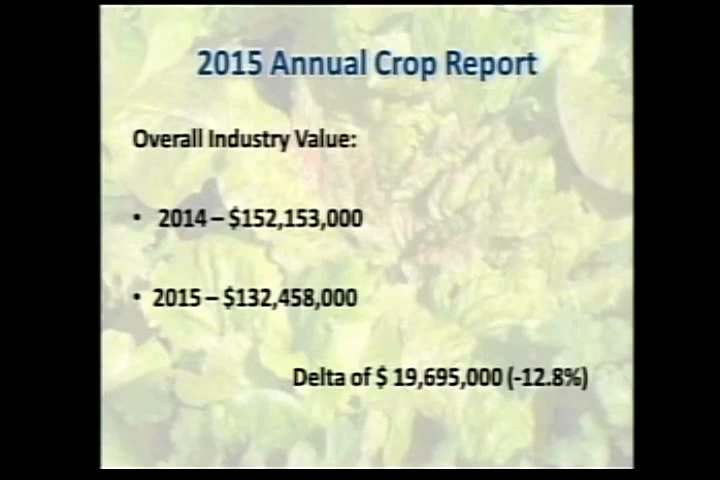 2015 Annual Crop Report
Overall Industry Value:
• 2014 – $152,153,000
• 2015 – $132,458,000
Delta of $ 19,695,000 (-12.8%)